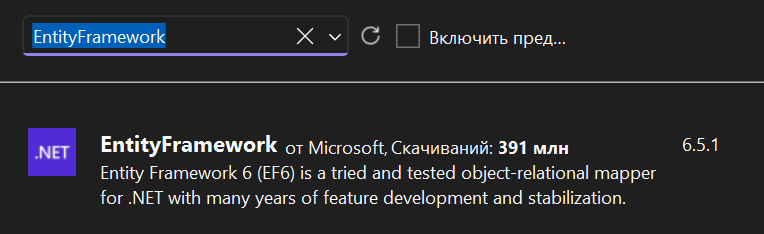 EntityFramework
Включить пред...
.NET
EntityFramework от Microsoft, Скачиваний: 391 млн
6.5.1
Entity Framework 6 (EF6) is a tried and tested object-relational mapper
for .NET with many years of feature development and stabilization.